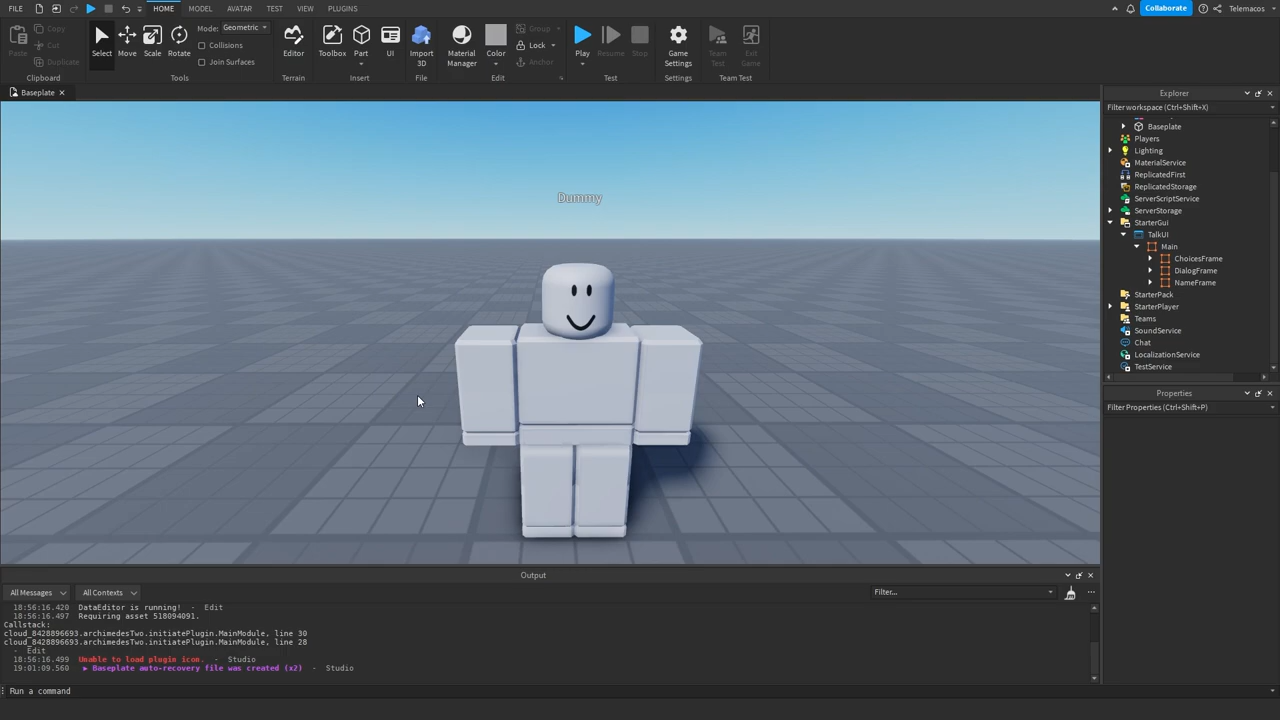 FILE HOME MODEL AVATAR TEST VIEW PLUGINS Collaborate Telemacos
Paste Copy Cut Duplicate
Clipboard
Select Move Scale Rotate
Mode: Geometric
Collisions
Join Surfaces
Tools
Editor
Terrain
Toolbox Part UI
Insert
Import 3D
File
Material Manager Color
Group
Lock
Anchor
Edit
Play Resume Stop
Test
Game Settings
Settings
Team Test Exit Game
Team Test
Baseplate
Dummy
Explorer
Filter workspace (Ctrl+Shift+X)
Baseplate
Players
Lighting
MaterialService
ReplicatedFirst
ReplicatedStorage
ServerScriptService
ServerStorage
StarterGui
TalkUI
Main
ChoicesFrame
DialogFrame
NameFrame
StarterPack
StarterPlayer
Teams
SoundService
Chat
LocalizationService
TestService
Properties
Filter Properties (Ctrl+Shift+P)
Output
All Messages All Contexts Filter...
18:56:16.420 DataEditor is running! - Edit
18:56:16.497 Requiring asset 518094091.
Callstack:
cloud_8428896693.archimedesTwo.initiatePlugin.MainModule, line 30
cloud_8428896693.archimedesTwo.initiatePlugin.MainModule, line 28
- Edit
18:56:16.499 Unable to load plugin icon. - Studio
19:01:09.560 Baseplate auto-recovery file was created (x2) - Studio
Run a command